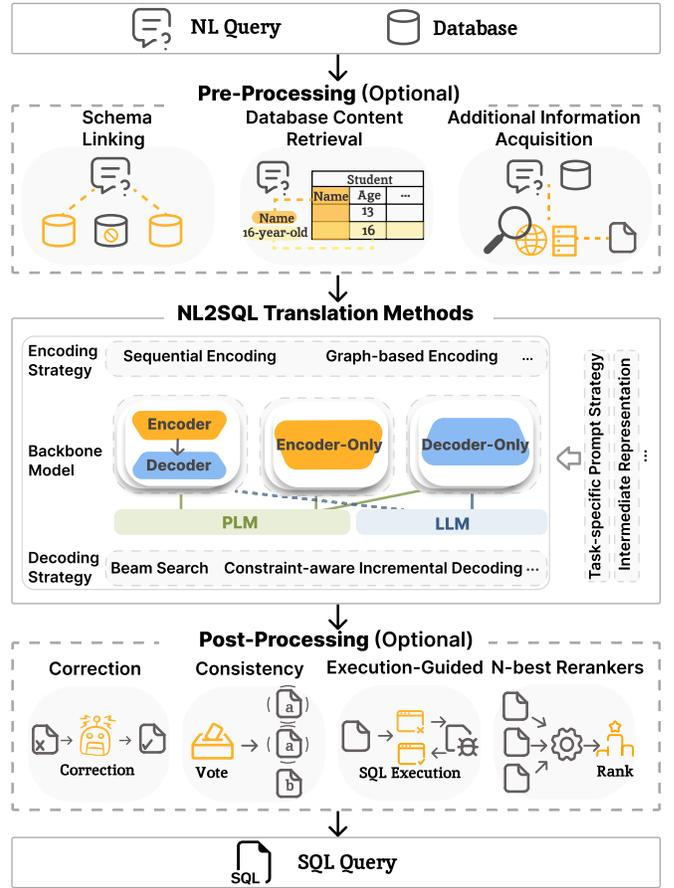 NL Query
Database
Pre-Processing (Optional)
Schema
Linking
Database Content
Retrieval
Additional Information
Acquisition
Student
Name Age ...
13
16
Name
16-year-old
NL2SQL Translation Methods
Encoding
Strategy
Sequential Encoding
Graph-based Encoding
...
Backbone
Model
Encoder
Decoder
Encoder-Only
Decoder-Only
PLM
LLM
Task-specific Prompt Strategy
Intermediate Representation
...
Decoding
Strategy
Beam Search
Constraint-aware Incremental Decoding ...
Post-Processing (Optional)
Correction
Consistency
Execution-Guided
N-best Rerankers
Correction
Vote
a
a
b
SQL Execution
Rank
SQL
SQL Query